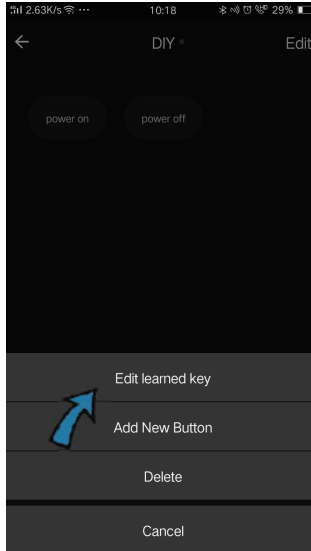 2.63K/s ... 10:18 29%
DIY Edit
power on power off
Edit learned key
Add New Button
Delete
Cancel